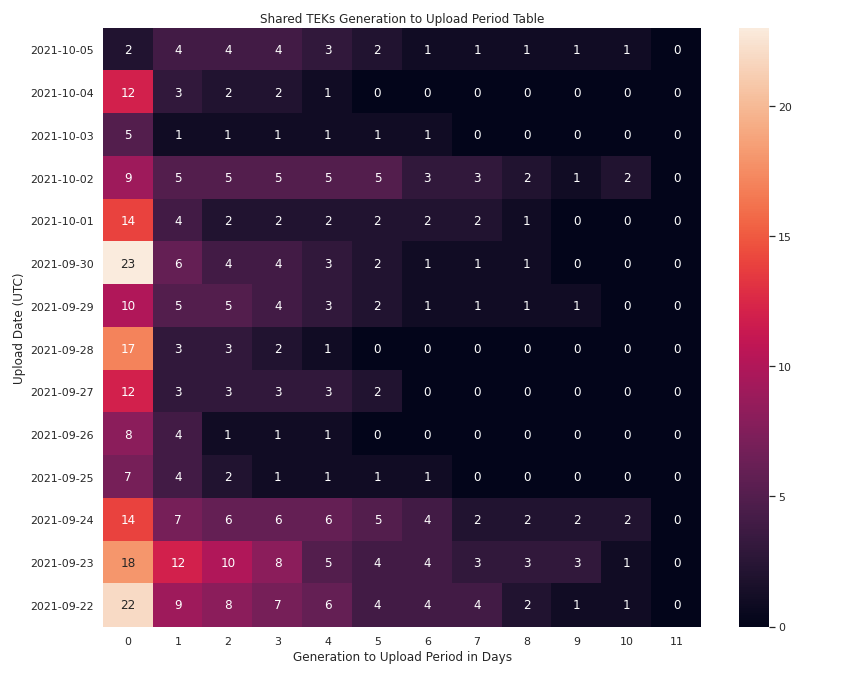 Shared TEKs Generation to Upload Period Table
Upload Date (UTC)
2021-10-05 2 4 4 4 3 2 1 1 1 1 1 0
2021-10-04 12 3 2 2 1 0 0 0 0 0 0 0
2021-10-03 5 1 1 1 1 1 1 0 0 0 0 0
2021-10-02 9 5 5 5 5 5 3 3 2 1 2 0
2021-10-01 14 4 2 2 2 2 2 2 1 0 0 0
2021-09-30 23 6 4 4 3 2 1 1 1 0 0 0
2021-09-29 10 5 5 4 3 2 1 1 1 1 0 0
2021-09-28 17 3 3 2 1 0 0 0 0 0 0 0
2021-09-27 12 3 3 3 3 2 0 0 0 0 0 0
2021-09-26 8 4 1 1 1 0 0 0 0 0 0 0
2021-09-25 7 4 2 1 1 1 1 0 0 0 0 0
2021-09-24 14 7 6 6 6 5 4 2 2 2 2 0
2021-09-23 18 12 10 8 5 4 4 3 3 3 1 0
2021-09-22 22 9 8 7 6 4 4 4 2 1 1 0
0 1 2 3 4 5 6 7 8 9 10 11
Generation to Upload Period in Days
20
15
10
5
0